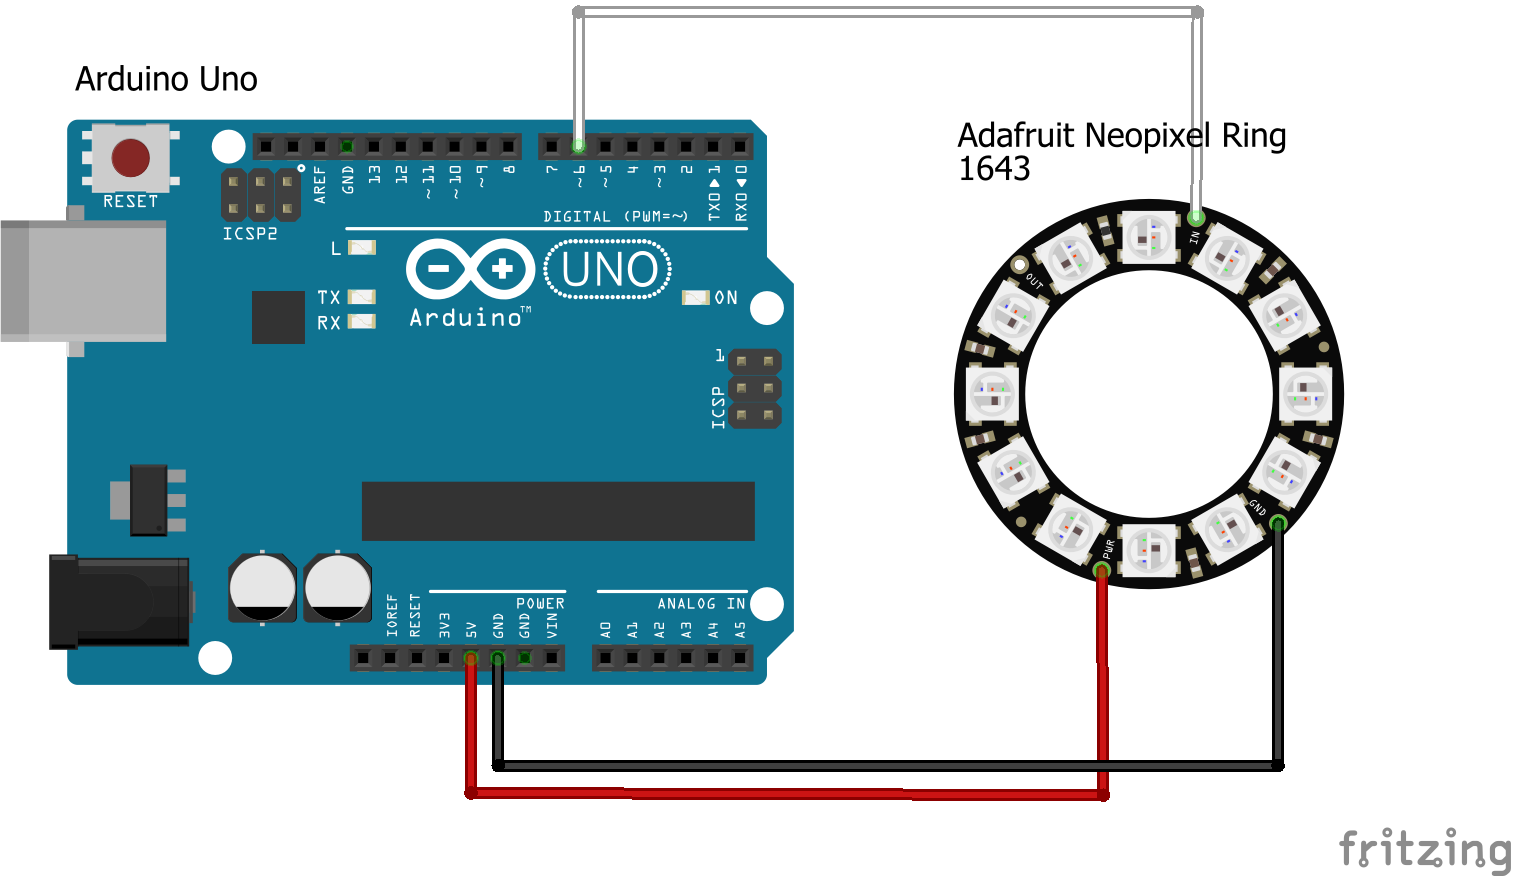 Arduino Uno
Adafruit Neopixel Ring
1643
RESET
ICSP2
AREF
GND
13
12
~11
~10
~9
8
7
~6
~5
4
~3
2
TX0▶1
RX0◀0
DIGITAL (PWM=~)
L
TX
RX
UNO
ON
Arduino™
1
ICSP
IN
OUT
GND
PWR
IOREF
RESET
3V3
5V
GND
GND
VIN
POWER
ANALOG IN
A0
A1
A2
A3
A4
A5
fritzing